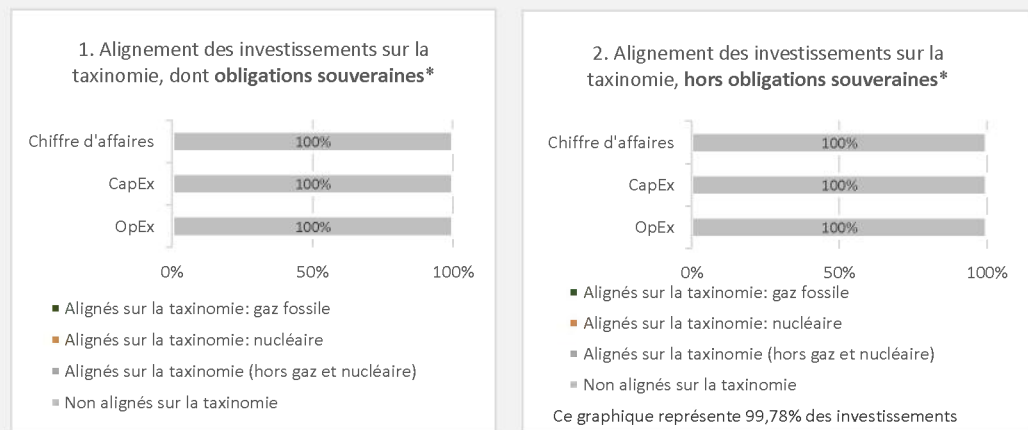 1. Alignement des investissements sur la
taxinomie, dont obligations souveraines*
Chiffre d'affaires
100%
CapEx
100%
OpEx
100%
0%
50%
100%
Alignés sur la taxinomie: gaz fossile
Alignés sur la taxinomie: nucléaire
Alignés sur la taxinomie (hors gaz et nucléaire)
Non alignés sur la taxinomie
2. Alignement des investissements sur la
taxinomie, hors obligations souveraines*
Chiffre d'affaires
100%
CapEx
100%
OpEx
100%
0%
50%
100%
Alignés sur la taxinomie: gaz fossile
Alignés sur la taxinomie: nucléaire
Alignés sur la taxinomie (hors gaz et nucléaire)
Non alignés sur la taxinomie
Ce graphique représente 99,78% des investissements